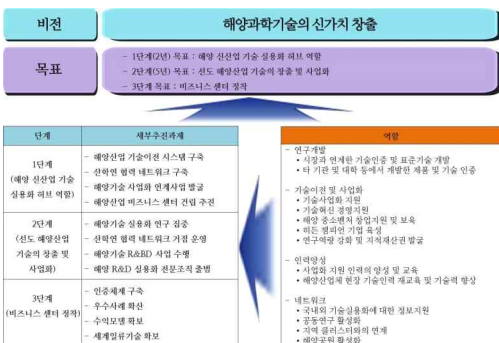 비전
해양과학기술의 신가치 창출
목표
- 1단계(2년) 목표 : 해양 신산업 기술 실용화 허브 역할
- 2단계(5년) 목표 : 선도 해양산업 기술의 창출 및 사업화
- 3단계 목표 : 비즈니스 센터 정착
단계
세부추진과제
1단계
(해양 신산업 기술
실용화 허브 역할)
- 해양산업 기술이전 시스템 구축
- 산학연 협력 네트워크 구축
- 해양기술 사업화 연계사업 발굴
- 해양산업 비즈니스 센터 건립 추진
2단계
(선도 해양산업
기술의 창출 및
사업화)
- 해양기술 실용화 연구 집중
- 산학연 협력 네트워크 거점 운영
- 해양기술 R&BD 사업 수행
- 해양 R&D 실용화 전문조직 출범
3단계
(비즈니스 센터 정착)
- 인증체제 구축
- 우수사례 확산
- 수익모델 확보
- 세계일류기술 확보
역할
- 연구개발
• 시장과 연계한 기술인증 및 표준기술 개발
• 타 기관 및 대학 등에서 개발한 제품 및 기술 인증
- 기술이전 및 사업화
• 기술사업화 지원
• 기술혁신 경영지원
• 해양 중소벤처 창업지원 및 보육
• 히든 챔피언 기업 육성
• 연구역량 강화 및 지적재산권 발굴
- 인력양성
• 사업화 지원 인력의 양성 및 교육
• 해양산업체 현장 기술인력 재교육 및 기술력 향상
- 네트워크
• 국내외 기술실용화에 대한 정보지원
• 공동연구 활성화
• 지역 클러스터와의 연계
• 해양공원 활성화